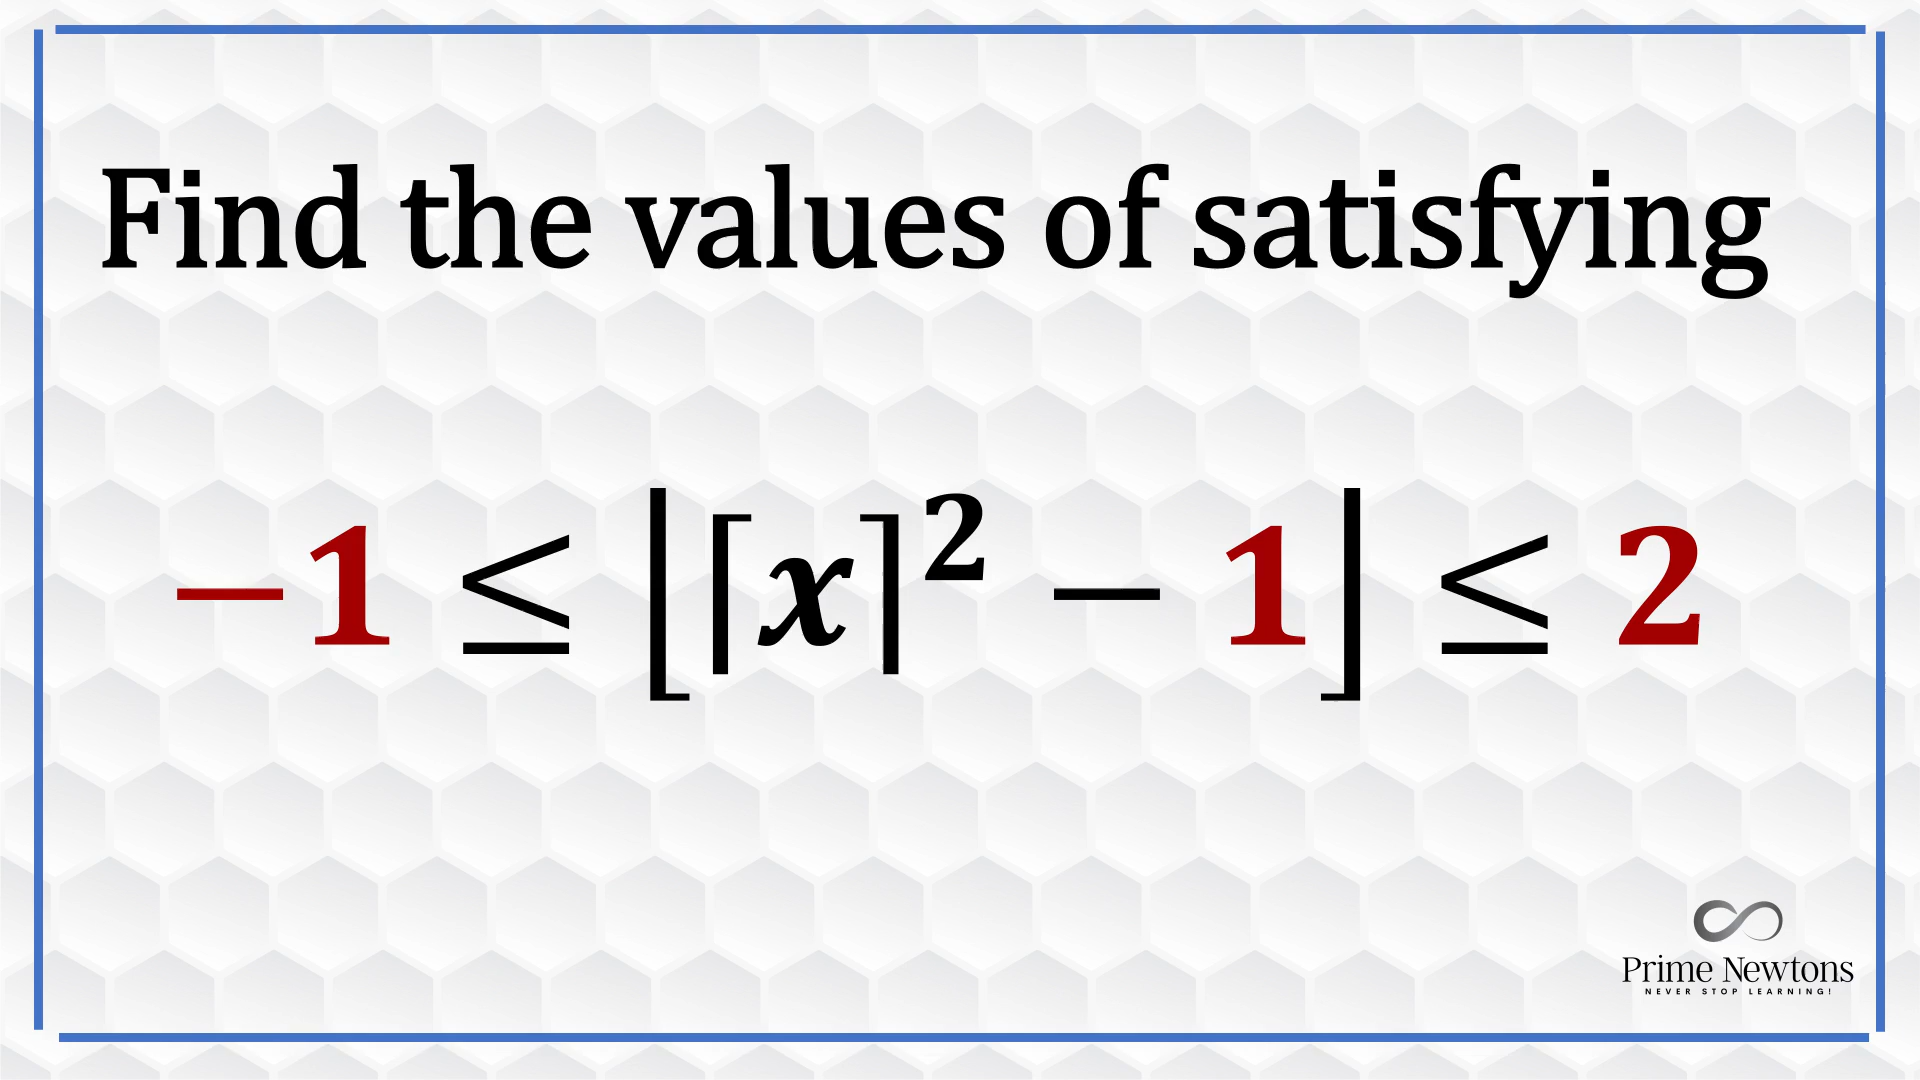 Find the values of satisfying
−1 ≤ ⌊⌈x⌉² − 1⌋ ≤ 2
Prime Newtons
NEVER STOP LEARNING!